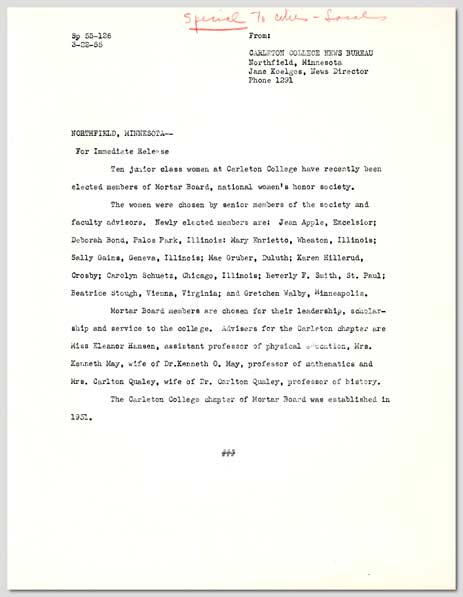 Special To cities - Locals
Sp 55-126
3-22-55
From:
CARLETON COLLEGE NEWS BUREAU
Northfield, Minnesota
Jane Koelges, News Director
Phone 1291
NORTHFIELD, MINNESOTA--
For Immediate Release
Ten junior class women at Carleton College have recently been
elected members of Mortar Board, national women's honor society.
The women were chosen by senior members of the society and
faculty advisors. Newly elected members are: Jean Apple, Excelsior;
Deborah Bond, Palos Park, Illinois; Mary Enrietto, Wheaton, Illinois;
Sally Gains, Geneva, Illinois; Mae Gruber, Duluth; Karen Hillerud,
Crosby; Carolyn Schuetz, Chicago, Illinois; Beverly F. Smith, St. Paul;
Beatrice Stough, Vienna, Virginia; and Gretchen Walby, Minneapolis.
Mortar Board members are chosen for their leadership, scholar-
ship and service to the college. Advisers for the Carleton chapter are
Miss Eleanor Hansen, assistant professor of physical education, Mrs.
Kenneth May, wife of Dr.Kenneth O. May, professor of mathematics and
Mrs. Carlton Qualey, wife of Dr. Carlton Qualey, professor of history.
The Carleton College chapter of Mortar Board was established in
1951.
###